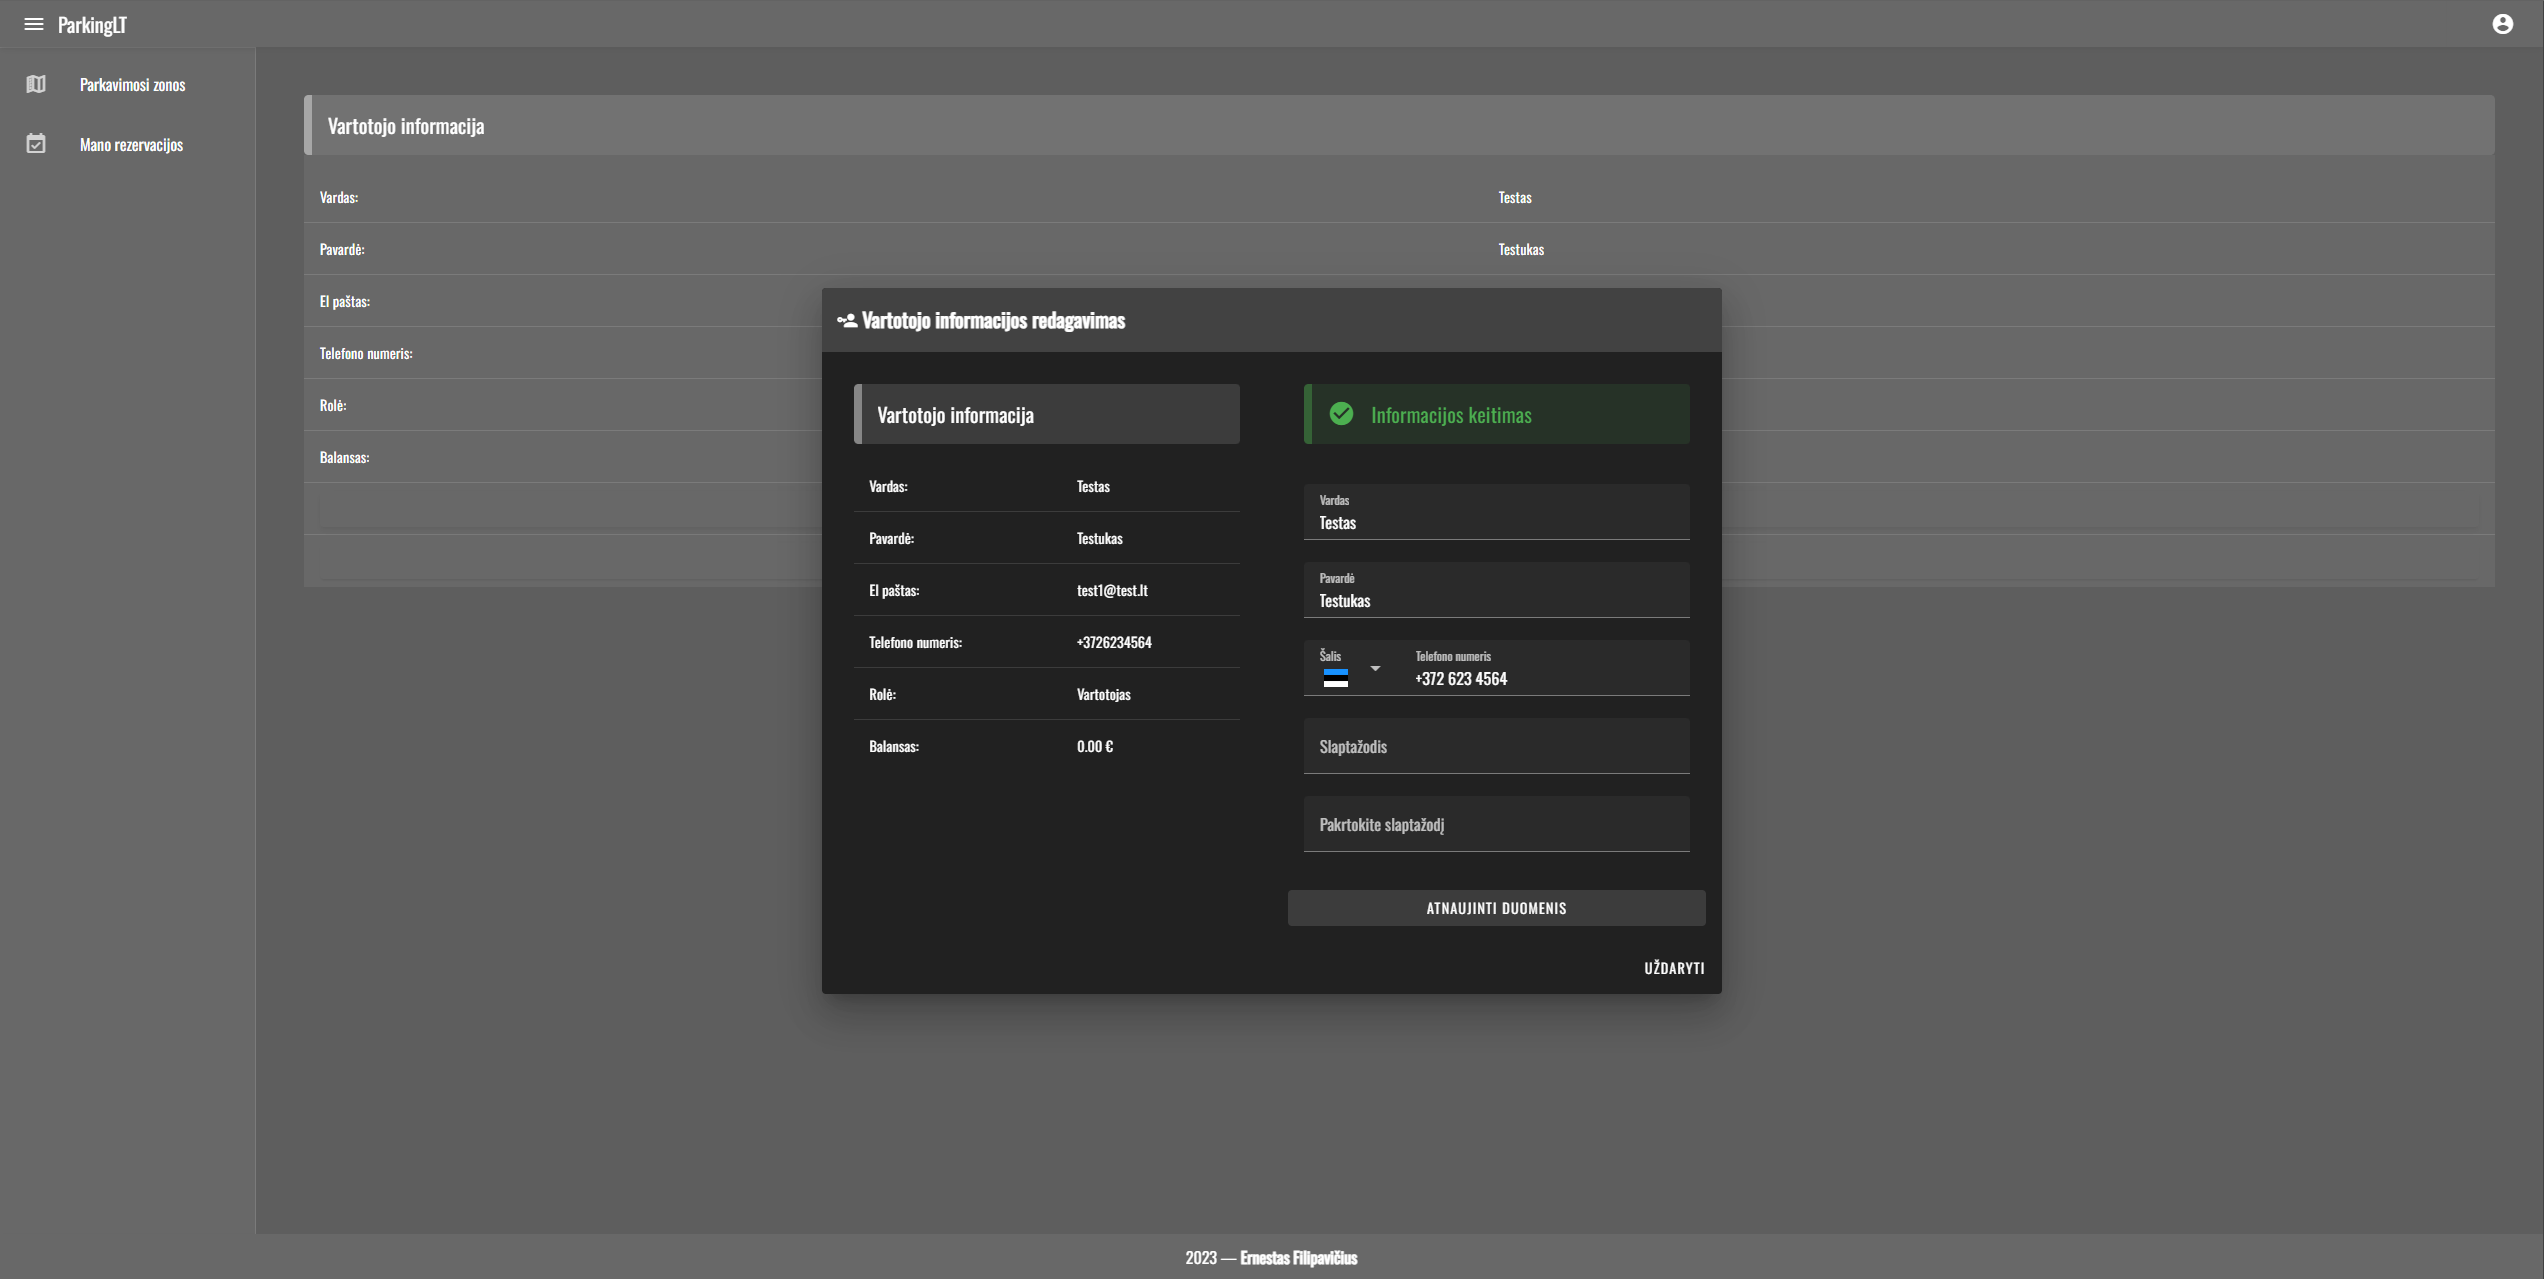 ParkingLT
Parkavimosi zonos
Mano rezervacijos
Vartotojo informacija
Vardas: Testas
Pavardė: Testukas
El paštas:
Telefono numeris:
Rolė:
Balansas:
Vartotojo informacijos redagavimas
Vartotojo informacija
Vardas: Testas
Pavardė: Testukas
El paštas: test1@test.lt
Telefono numeris: +3726234564
Rolė: Vartotojas
Balansas: 0.00 €
Informacijos keitimas
Vardas
Testas
Pavardė
Testukas
Šalis
Telefono numeris
+372 623 4564
Slaptažodis
Pakrtokite slaptažodį
ATNAUJINTI DUOMENIS
UŽDARYTI
2023 — Ernestas Filipavičius